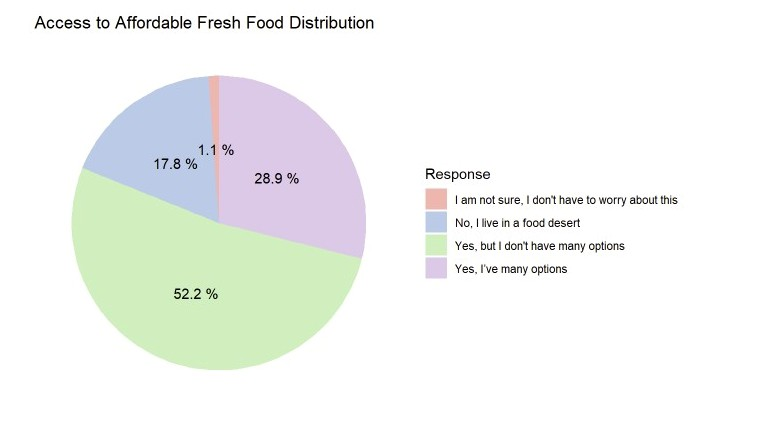 Access to Affordable Fresh Food Distribution
1.1 %
17.8 %
28.9 %
52.2 %
Response
I am not sure, I don't have to worry about this
No, I live in a food desert
Yes, but I don't have many options
Yes, I've many options